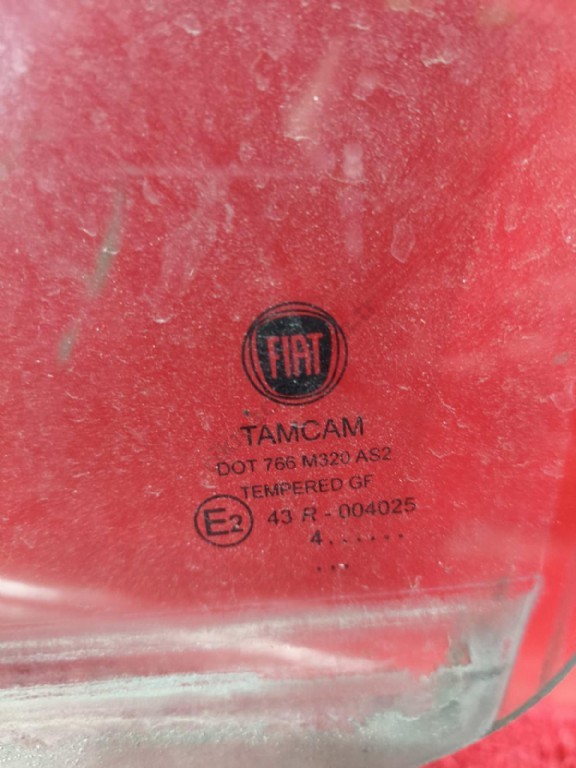 FIAT
TAMCAM
DOT 766 M320 AS2
TEMPERED GF
E2 43 R - 004025
4......
...